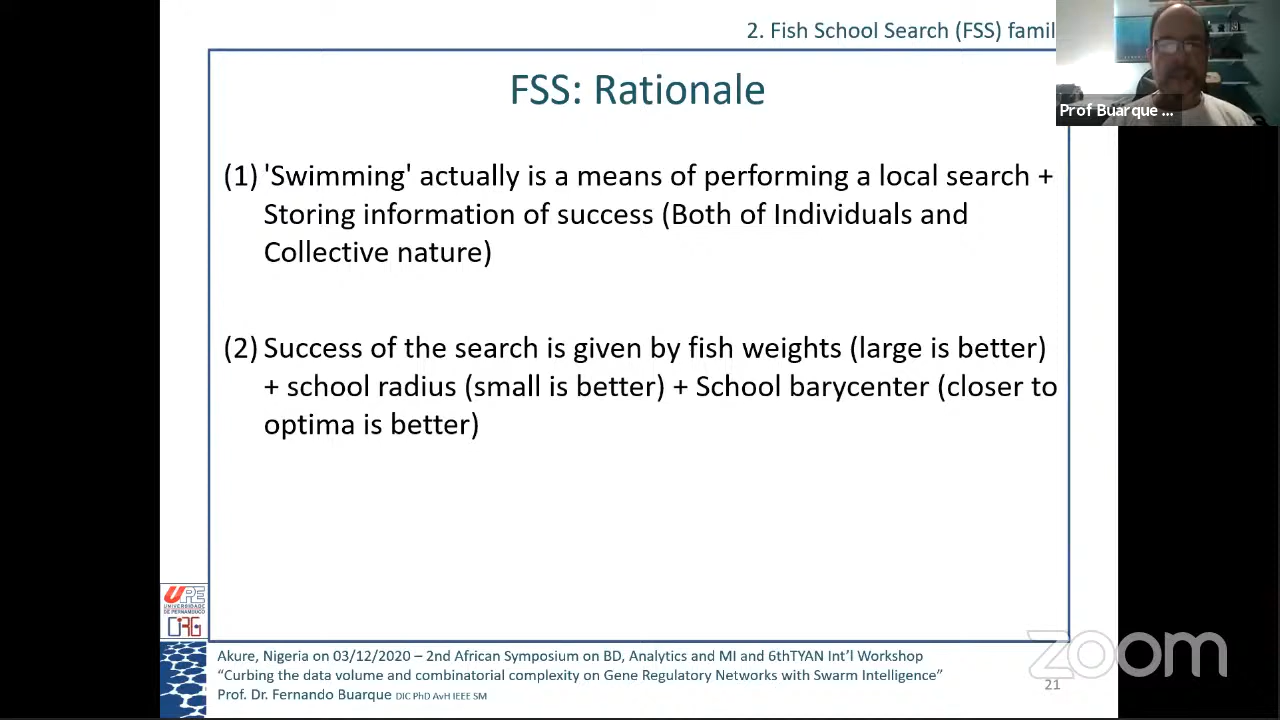 2. Fish School Search (FSS) famil
FSS: Rationale
Prof Buarque ...
(1) 'Swimming' actually is a means of performing a local search +
Storing information of success (Both of Individuals and
Collective nature)
(2) Success of the search is given by fish weights (large is better)
+ school radius (small is better) + School barycenter (closer to
optima is better)
UPE
UNIVERSIDADE
DE PERNAMBUCO
CIRG
Akure, Nigeria on 03/12/2020 – 2nd African Symposium on BD, Analytics and MI and 6thTYAN Int'l Workshop
“Curbing the data volume and combinatorial complexity on Gene Regulatory Networks with Swarm Intelligence”
Prof. Dr. Fernando Buarque DIC PhD AvH IEEE SM
21
zoom